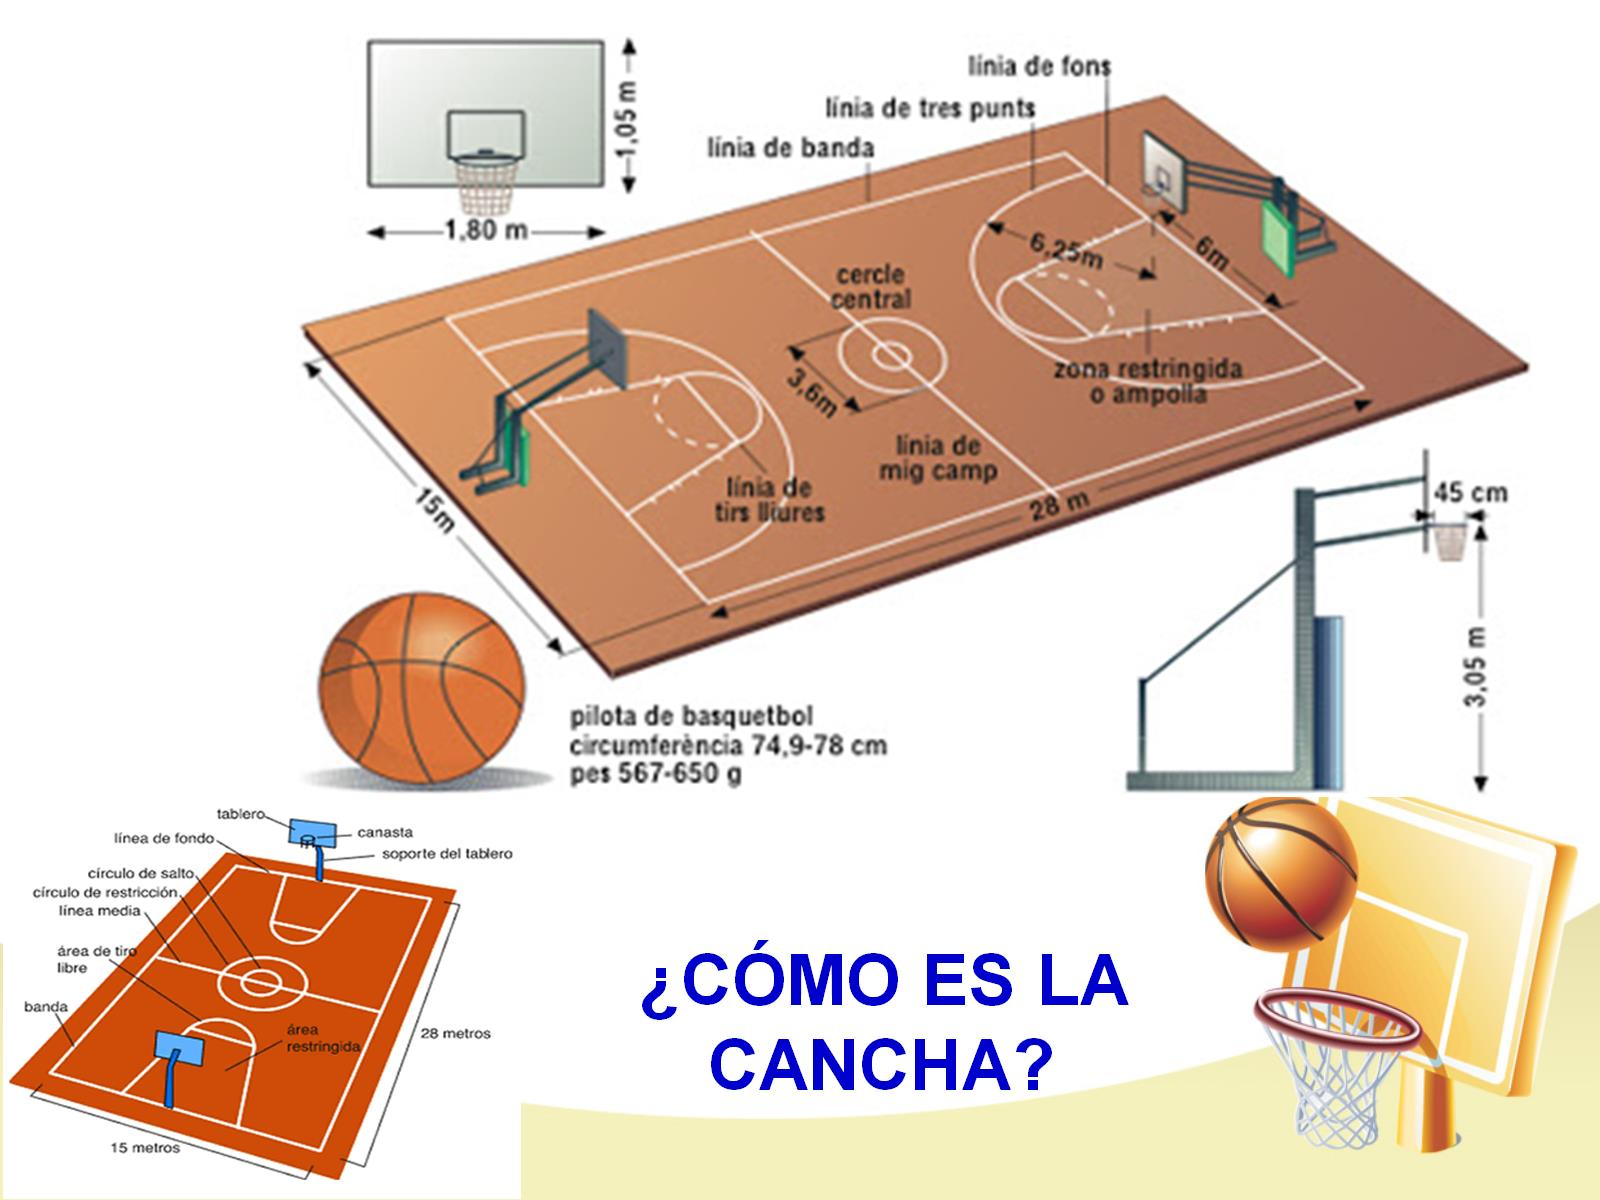 1,05 m
1,80 m
línia de fons
línia de tres punts
línia de banda
6,25m
6m
cercle
central
3,6m
zona restringida
o ampolla
línia de
mig camp
línia de
tirs lliures
28 m
15m
45 cm
3,05 m
pilota de basquetbol
circumferència 74,9-78 cm
pes 567-650 g
tablero
canasta
línea de fondo
soporte del tablero
círculo de salto
círculo de restricción
línea media
área de tiro
libre
banda
área
restringida
28 metros
15 metros
¿CÓMO ES LA
CANCHA?